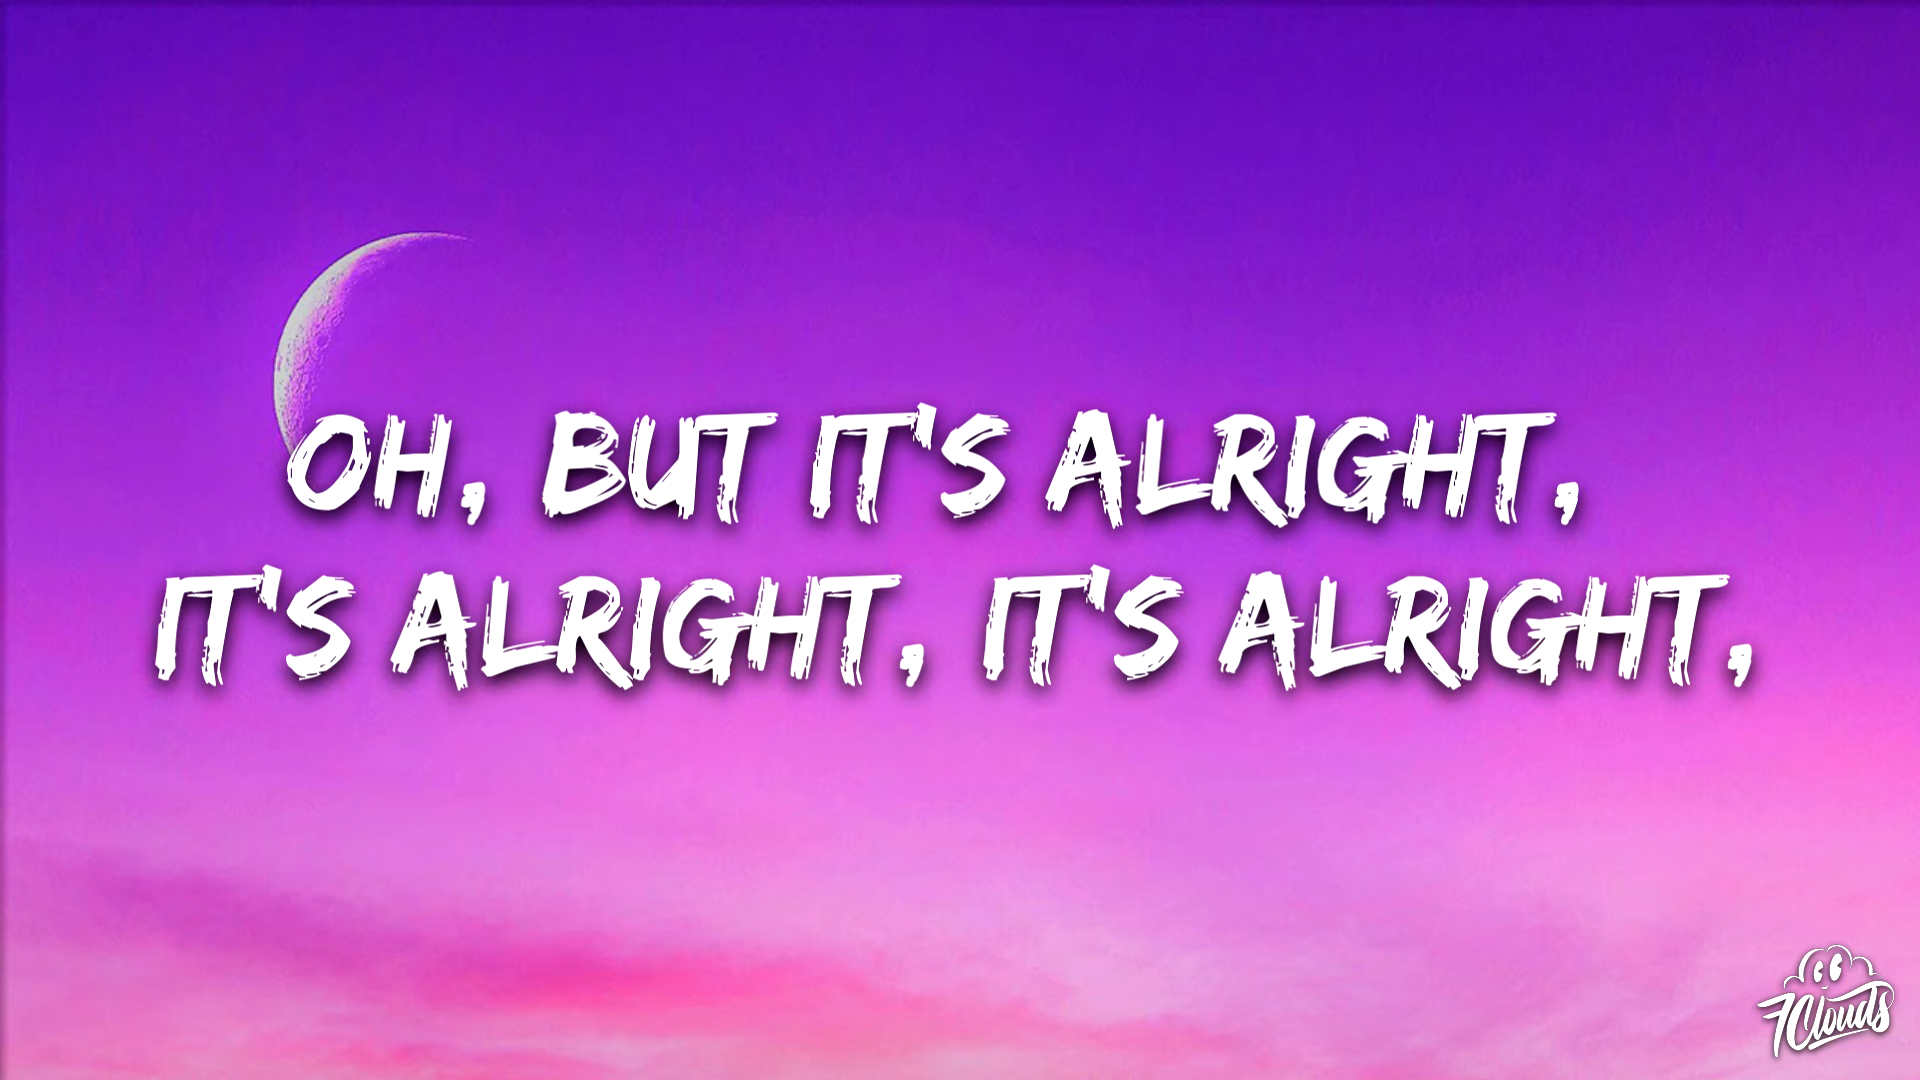 OH, BUT IT'S ALRIGHT,
IT'S ALRIGHT, IT'S ALRIGHT,
7Clouds